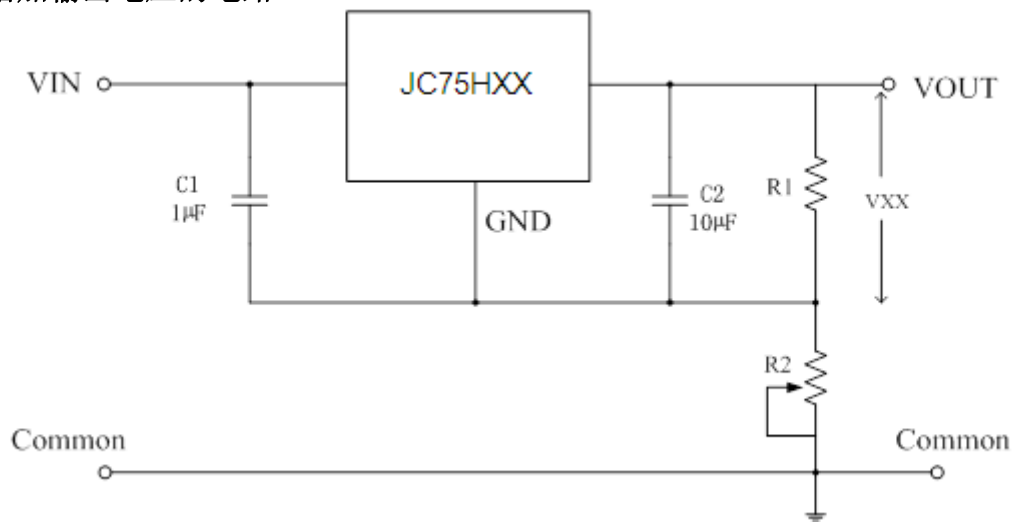 VIN
JC75HXX
VOUT
C1
1μF
GND
C2
10μF
R1
VXX
R2
Common
Common